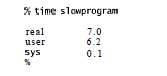 % time slowprogram
real 7.0
user 6.2
sys 0.1
%